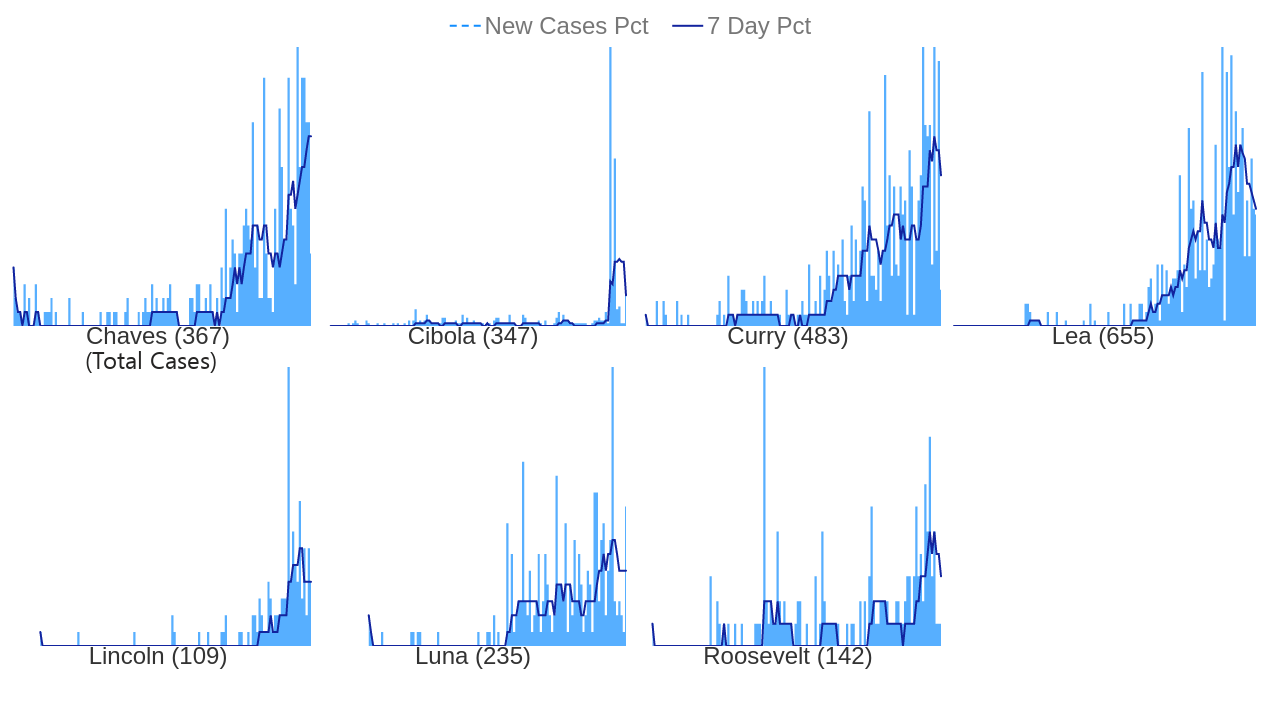 New Cases Pct 7 Day Pct
Chaves (367)
(Total Cases)
Cibola (347)
Curry (483)
Lea (655)
Lincoln (109)
Luna (235)
Roosevelt (142)